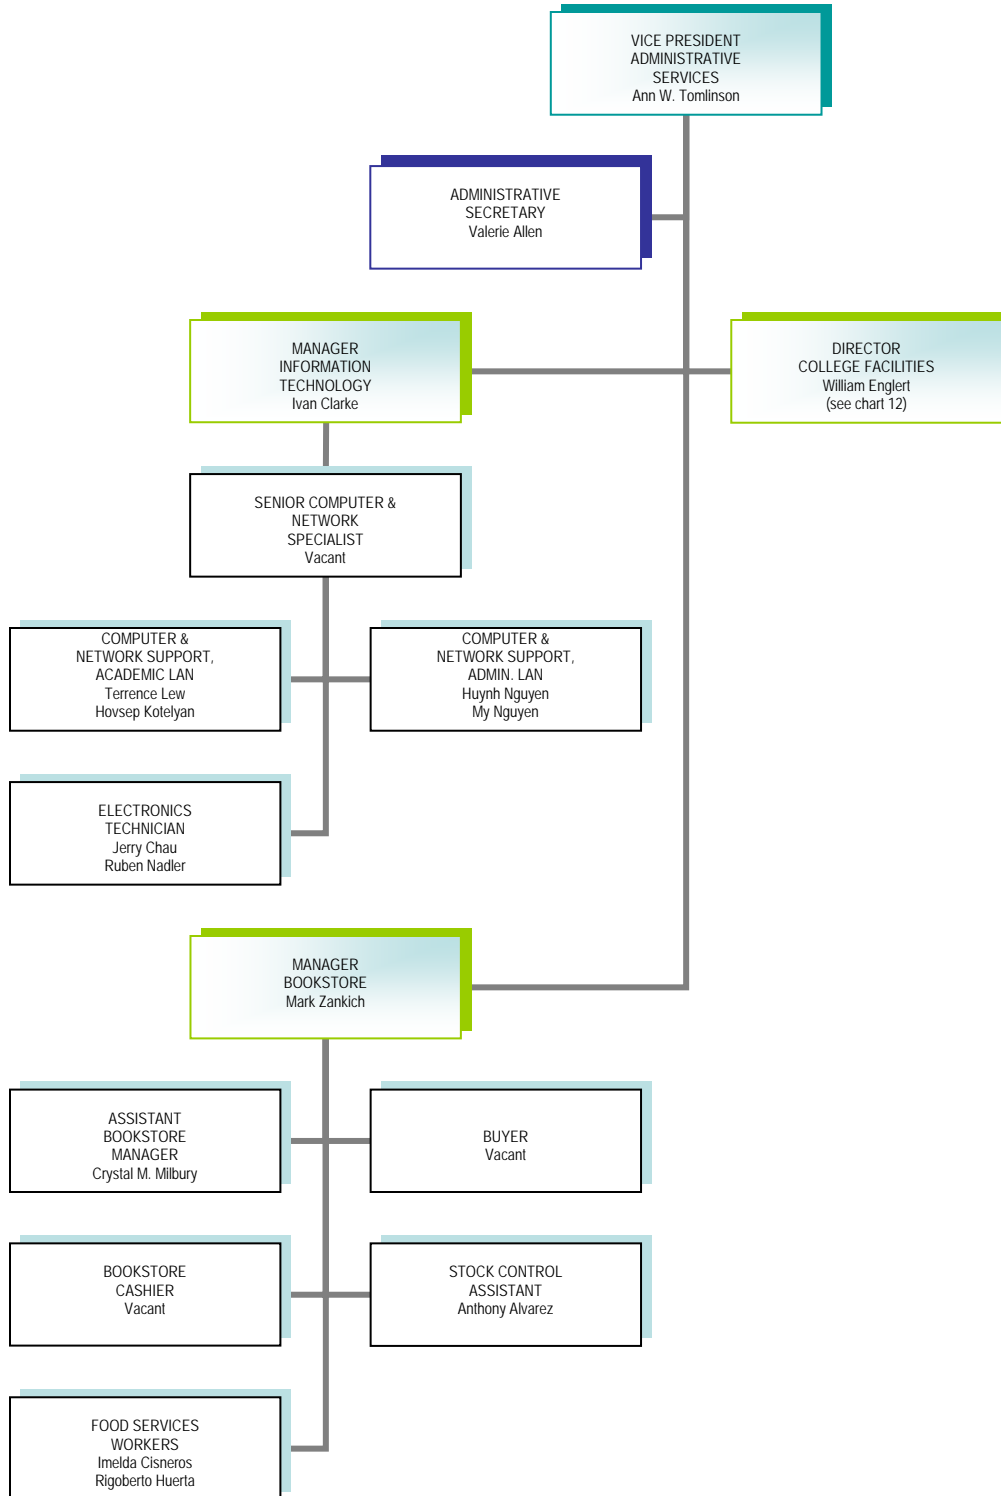 VICE PRESIDENT
ADMINISTRATIVE
SERVICES
Ann W. Tomlinson
ADMINISTRATIVE
SECRETARY
Valerie Allen
MANAGER
INFORMATION
TECHNOLOGY
Ivan Clarke
DIRECTOR
COLLEGE FACILITIES
William Englert
(see chart 12)
SENIOR COMPUTER &
NETWORK
SPECIALIST
Vacant
COMPUTER &
NETWORK SUPPORT,
ACADEMIC LAN
Terrence Lew
Hovsep Kotelyan
COMPUTER &
NETWORK SUPPORT,
ADMIN. LAN
Huynh Nguyen
My Nguyen
ELECTRONICS
TECHNICIAN
Jerry Chau
Ruben Nadler
MANAGER
BOOKSTORE
Mark Zankich
ASSISTANT
BOOKSTORE
MANAGER
Crystal M. Milbury
BUYER
Vacant
BOOKSTORE
CASHIER
Vacant
STOCK CONTROL
ASSISTANT
Anthony Alvarez
FOOD SERVICES
WORKERS
Imelda Cisneros
Rigoberto Huerta